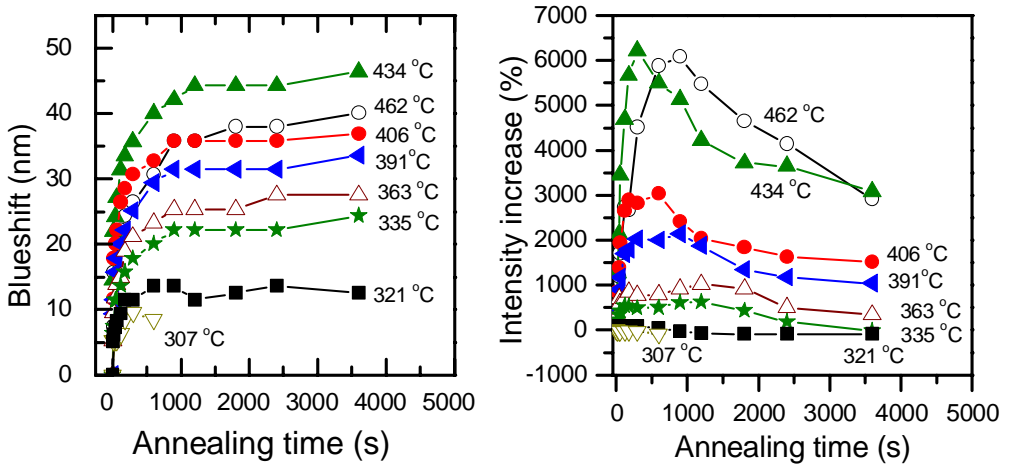 50
40
30
20
10
0
0 1000 2000 3000 4000 5000
Blueshift (nm)
Annealing time (s)
434 °C
462 °C
406 °C
391°C
363 °C
335 °C
321 °C
307 °C
7000
6000
5000
4000
3000
2000
1000
0
-1000
0 1000 2000 3000 4000 5000
Intensity increase (%)
Annealing time (s)
462 °C
434 °C
406 °C
391°C
363 °C
335 °C
307 °C
321 °C